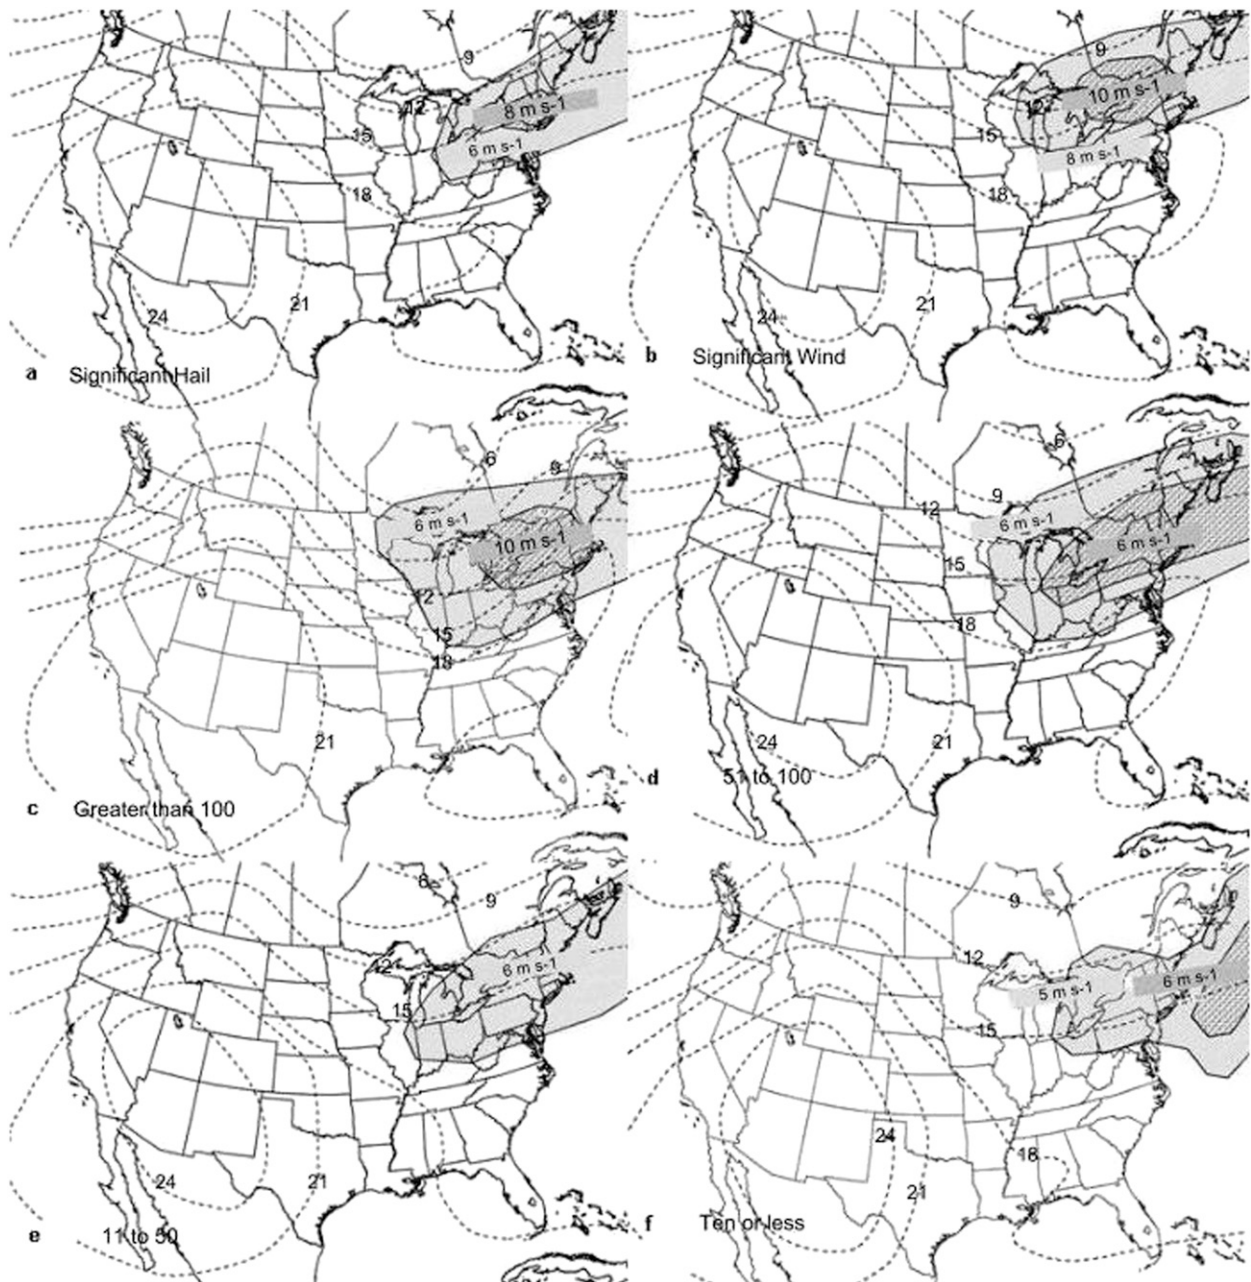 9
12
8 m s-1
15
6 m s-1
18
21
24
a Significant Hail
9
12
10 m s-1
15
8 m s-1
18
21
24
b Significant Wind
6
9
6 m s-1
10 m s-1
12
15
18
21
c Greater than 100
6
9
12
6 m s-1
6 m s-1
15
18
21
24
d 51 to 100
6
9
12
6 m s-1
15
24
21
e 11 to 50
9
12
5 m s-1
6 m s-1
15
24
18
21
f Ten or less